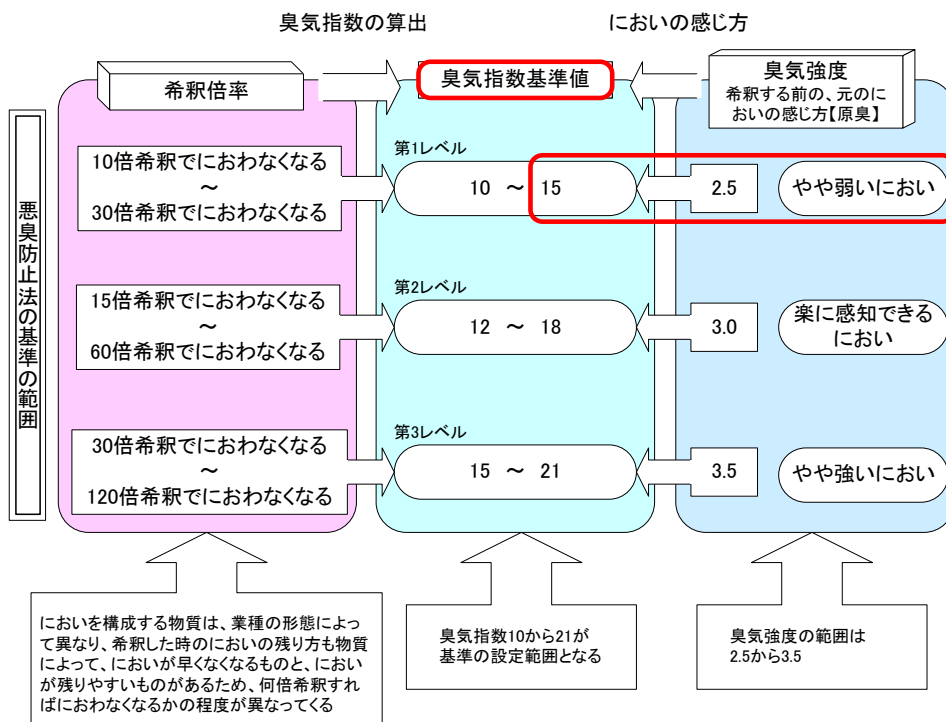 臭気指数の算出
においの感じ方
希釈倍率
臭気指数基準値
臭気強度
希釈する前の、元のに
おいの感じ方【原臭】
悪臭防止法の基準の範囲
第1レベル
10倍希釈でにおわなくなる
～
30倍希釈でにおわなくなる
10 ～ 15
2.5
やや弱いにおい
第2レベル
15倍希釈でにおわなくなる
～
60倍希釈でにおわなくなる
12 ～ 18
3.0
楽に感知できる
におい
第3レベル
30倍希釈でにおわなくなる
～
120倍希釈でにおわなくなる
15 ～ 21
3.5
やや強いにおい
においを構成する物質は、業種の形態によっ
て異なり、希釈した時のにおいの残り方も物質
によって、においが早くなくなるものと、におい
が残りやすいものがあるため、何倍希釈すれ
ばにおわなくなるかの程度が異なってくる
臭気指数10から21が
基準の設定範囲となる
臭気強度の範囲は
2.5から3.5